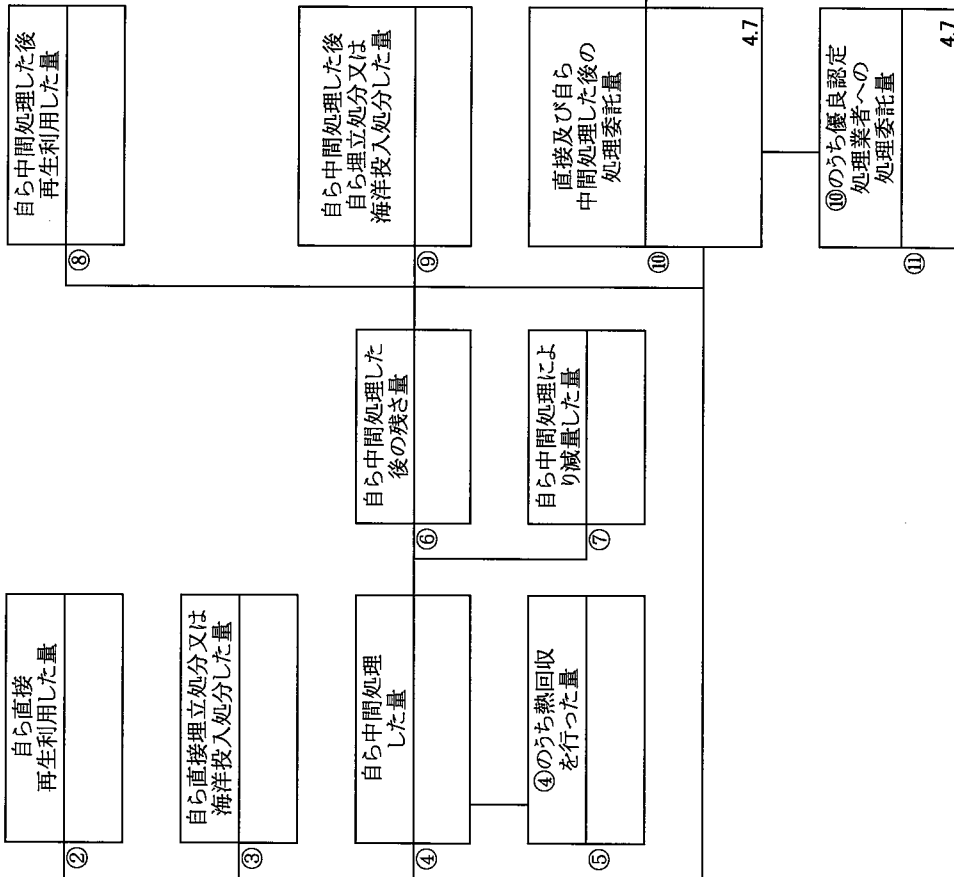 ②
自ら直接
再生利用した量
③
自ら直接埋立処分又は
海洋投入処分した量
④
自ら中間処理
した量
⑤
④のうち熱回収
を行った量
⑥
自ら中間処理した
後の残さ量
⑦
自ら中間処理によ
り減量した量
⑧
自ら中間処理した後
再生利用した量
⑨
自ら中間処理した後
自ら埋立処分又は
海洋投入処分した量
⑩
直接及び自ら
中間処理した後の
処理委託量
4.7
⑪
⑩のうち優良認定
処理業者への
処理委託量
4.7